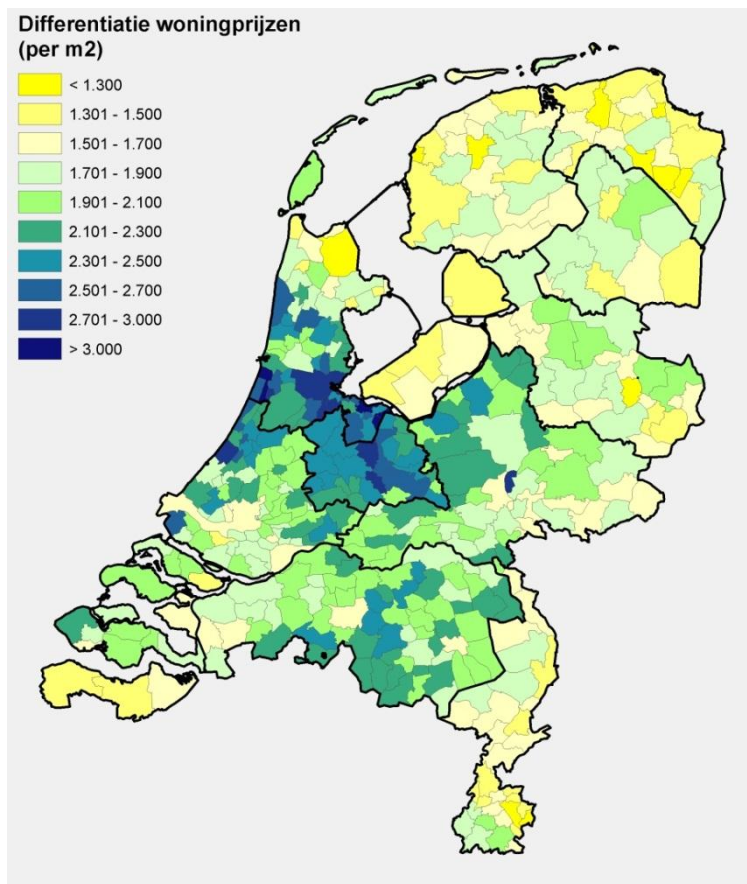 Differentiatie woningprijzen
(per m2)
< 1.300
1.301 - 1.500
1.501 - 1.700
1.701 - 1.900
1.901 - 2.100
2.101 - 2.300
2.301 - 2.500
2.501 - 2.700
2.701 - 3.000
> 3.000